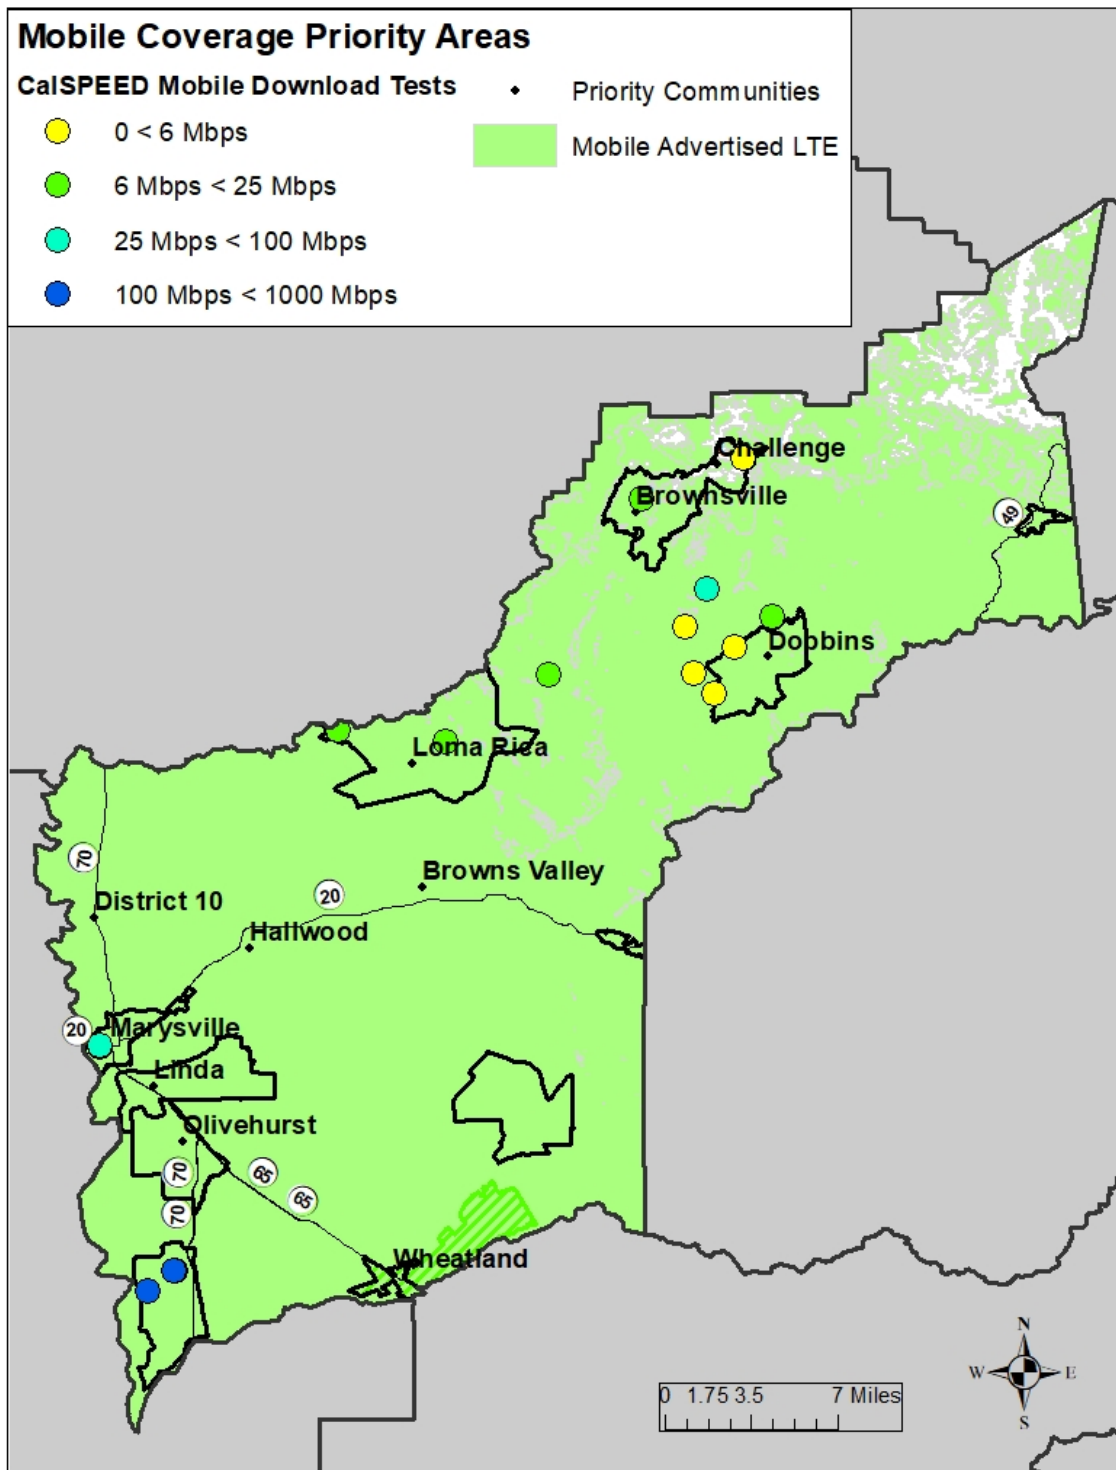 Mobile Coverage Priority Areas
CalSPEED Mobile Download Tests
0 < 6 Mbps
6 Mbps < 25 Mbps
25 Mbps < 100 Mbps
100 Mbps < 1000 Mbps
Priority Communities
Mobile Advertised LTE
Challenge
Brownsville
49
Dobbins
Loma Rica
70
Browns Valley
20
District 10
Hallwood
20
Marysville
Linda
Olivehurst
70
65
65
70
Wheatland
N
W E
S
0 1.75 3.5 7 Miles